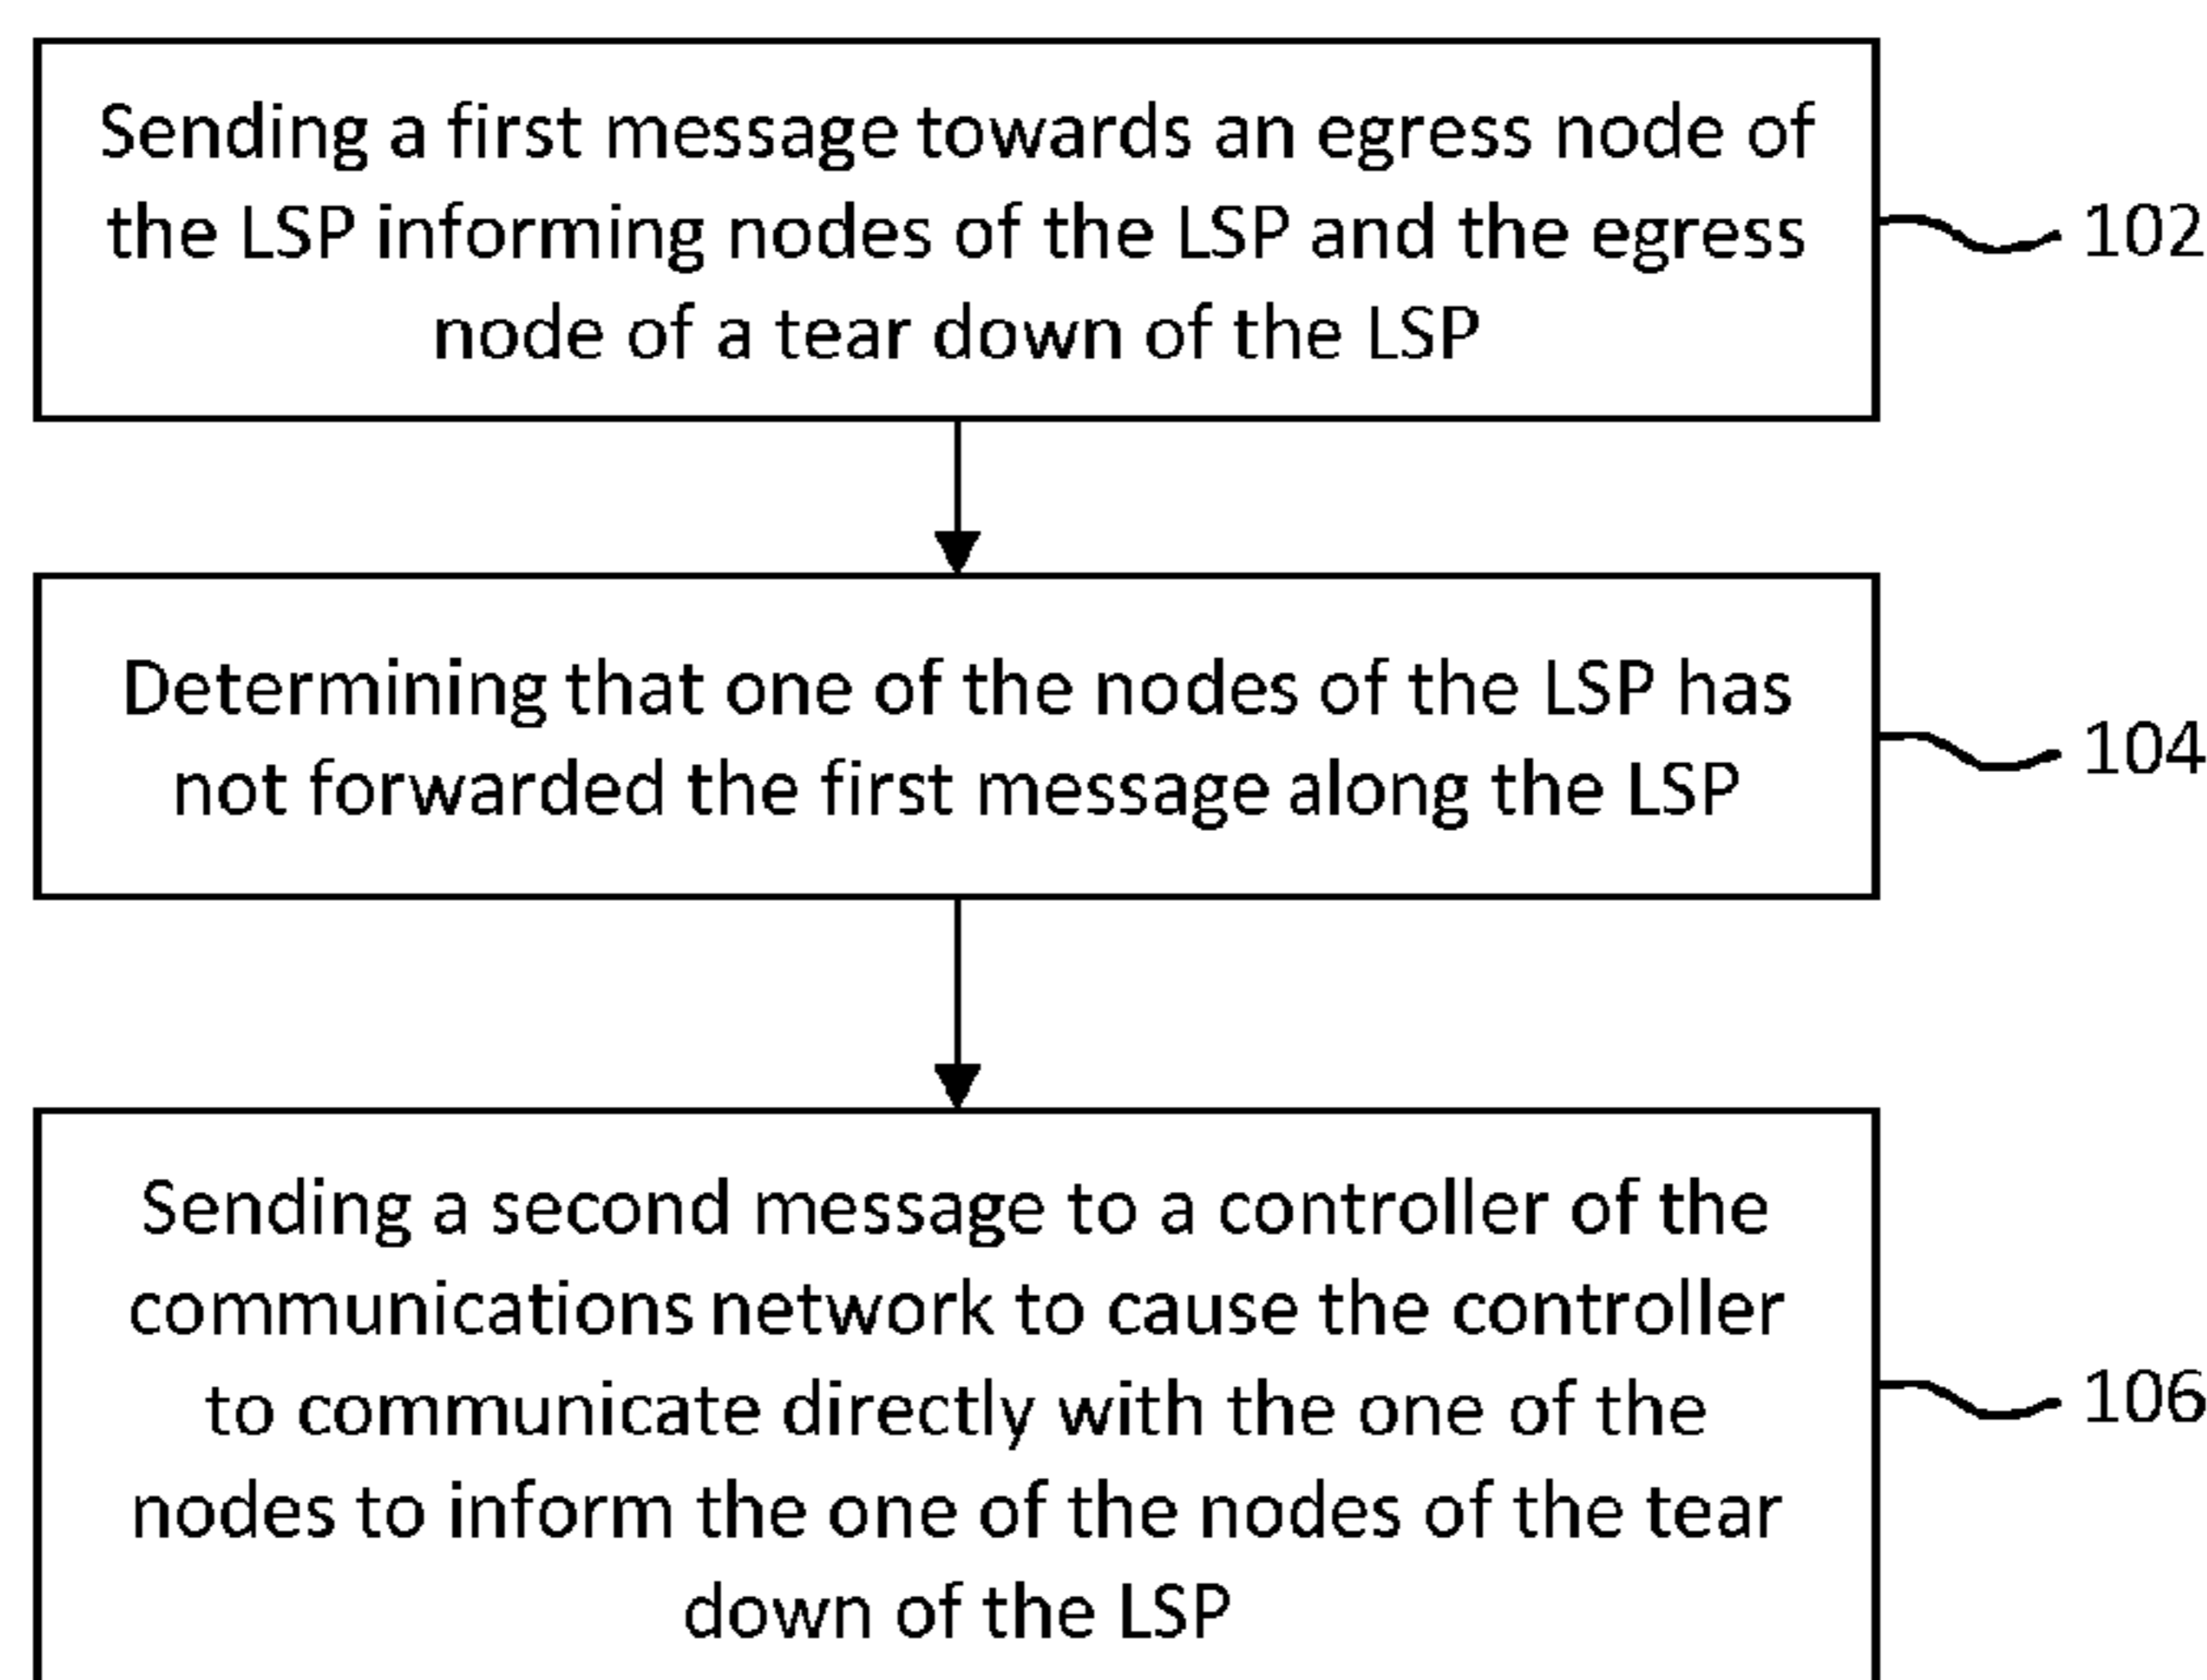 Sending a first message towards an egress node of
the LSP informing nodes of the LSP and the egress
node of a tear down of the LSP
102
Determining that one of the nodes of the LSP has
not forwarded the first message along the LSP
104
Sending a second message to a controller of the
communications network to cause the controller
to communicate directly with the one of the
nodes to inform the one of the nodes of the tear
down of the LSP
106